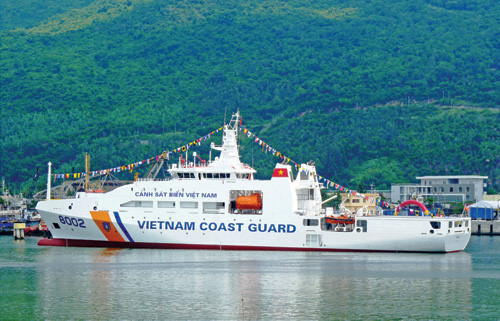 CẢNH SÁT BIỂN VIỆT NAM
8002
VIETNAM COAST GUARD